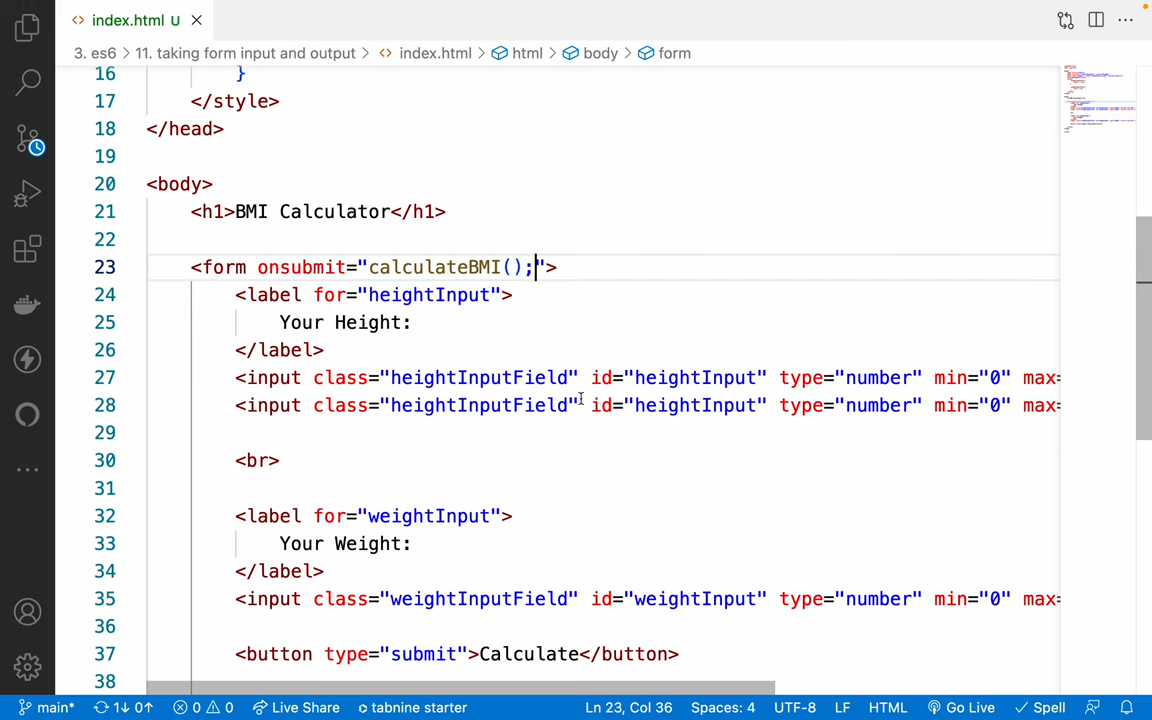 index.html U
3. es6 > 11. taking form input and output > index.html > html > body > form
16 }
17 </style>
18 </head>
19
20 <body>
21 <h1>BMI Calculator</h1>
22
23 <form onsubmit="calculateBMI();">
24 <label for="heightInput">
25 Your Height:
26 </label>
27 <input class="heightInputField" id="heightInput" type="number" min="0" max=
28 <input class="heightInputField" id="heightInput" type="number" min="0" max=
29
30 <br>
31
32 <label for="weightInput">
33 Your Weight:
34 </label>
35 <input class="weightInputField" id="weightInput" type="number" min="0" max=
36
37 <button type="submit">Calculate</button>
38
main* 1↓ 0↑ 0 0 Live Share tabnine starter Ln 23, Col 36 Spaces: 4 UTF-8 LF HTML Go Live Spell